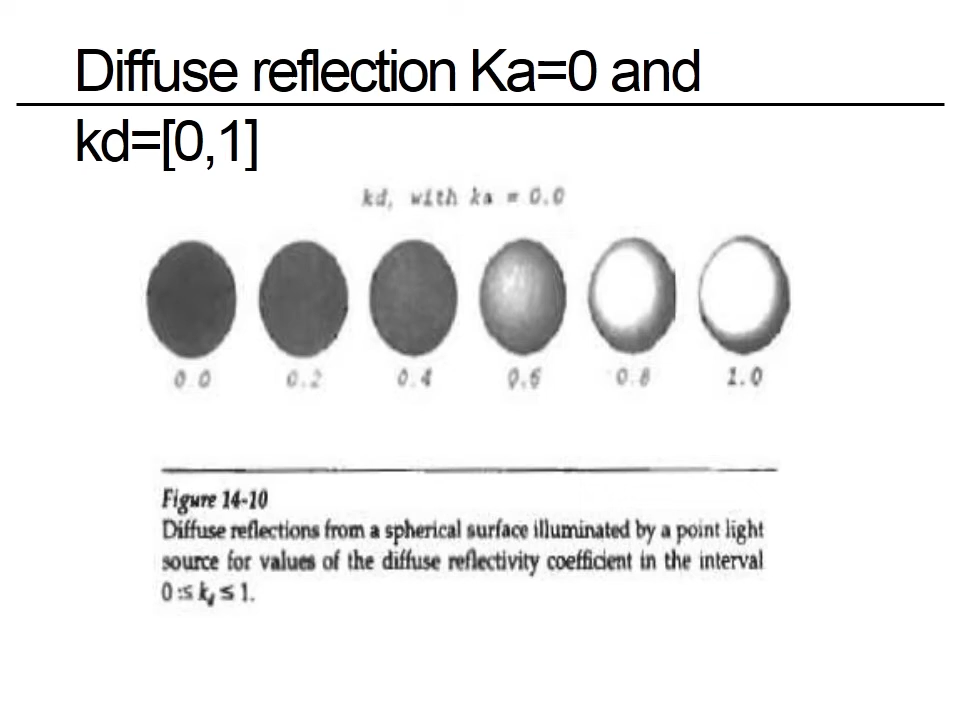 Diffuse reflection Ka=0 and
kd=[0,1]
kd, with ka = 0.0
0.0 0.2 0.4 0.6 0.8 1.0
Figure 14-10
Diffuse reflections from a spherical surface illuminated by a point light
source for values of the diffuse reflectivity coefficient in the interval
0 ≤ kd ≤ 1.